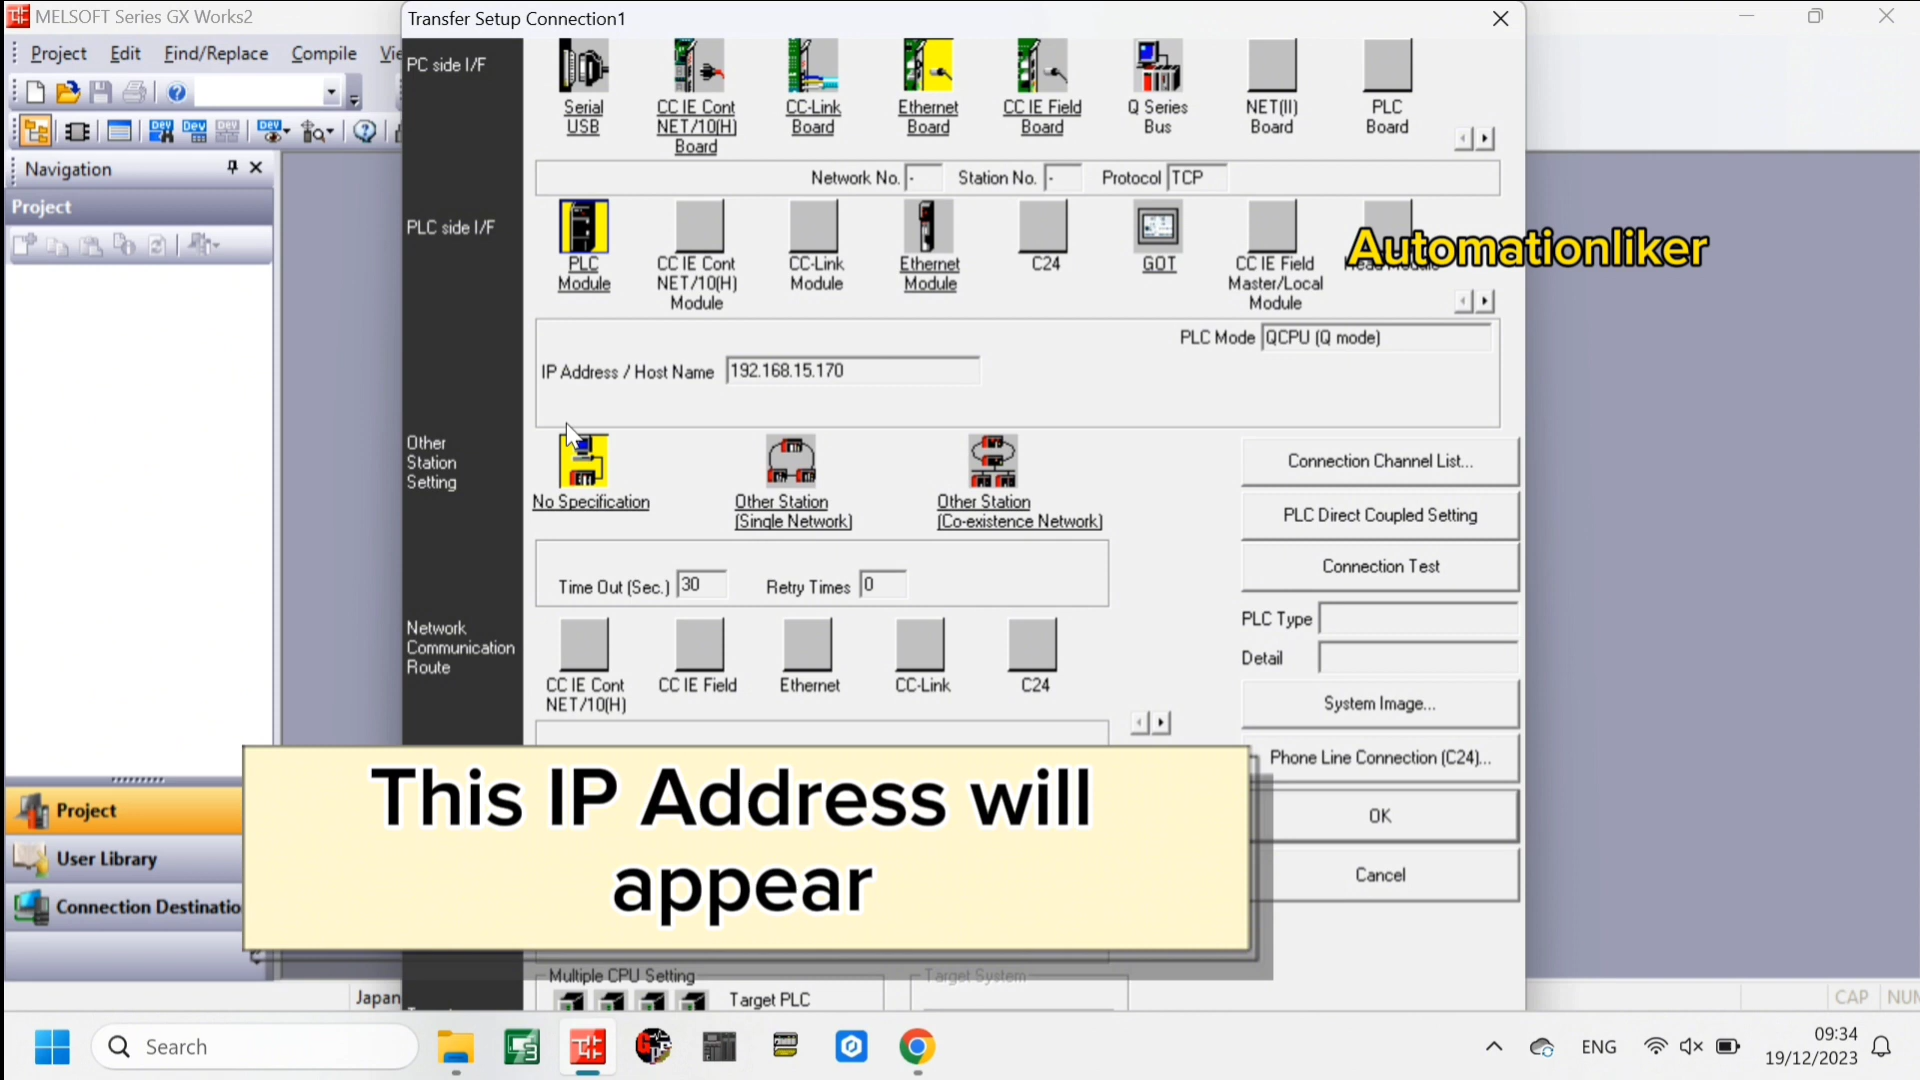 MELSOFT Series GX Works2
Transfer Setup Connection1
Project Edit Find/Replace Compile Vie
PC side I/F
Serial USB
CC IE Cont NET/10(H) Board
CC-Link Board
Ethernet Board
CC IE Field Board
Q Series Bus
NET(II) Board
PLC Board
Navigation
Project
Network No. - Station No. - Protocol TCP
PLC side I/F
PLC Module
CC IE Cont NET/10(H) Module
CC-Link Module
Ethernet Module
C24
GOT
CC IE Field Master/Local Module
Automationliker
PLC Mode QCPU (Q mode)
IP Address / Host Name 192.168.15.170
Other Station Setting
No Specification
Other Station (Single Network)
Other Station (Co-existence Network)
Connection Channel List...
PLC Direct Coupled Setting
Time Out (Sec.) 30 Retry Times 0
Connection Test
PLC Type
Detail
Network Communication Route
CC IE Cont NET/10(H)
CC IE Field
Ethernet
CC-Link
C24
System Image...
Phone Line Connection (C24)...
OK
Cancel
This IP Address will
appear
Project
User Library
Connection Destinatio
Multiple CPU Setting
Target System
Target PLC
Japan
CAP NUM
Search
ENG
09:34
19/12/2023